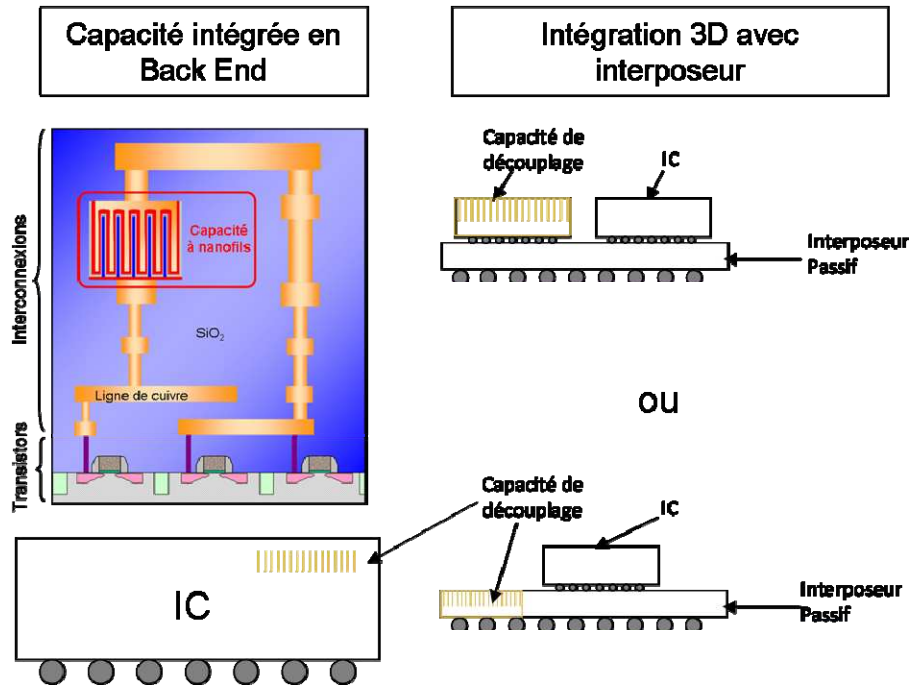 Capacité intégrée en
Back End
Intégration 3D avec
interposeur
Interconnexions
Transistors
Capacité
à nanofils
SiO2
Ligne de cuivre
Capacité de
découplage
IC
Interposeur
Passif
ou
Capacité de
découplage
IC
Interposeur
Passif
IC